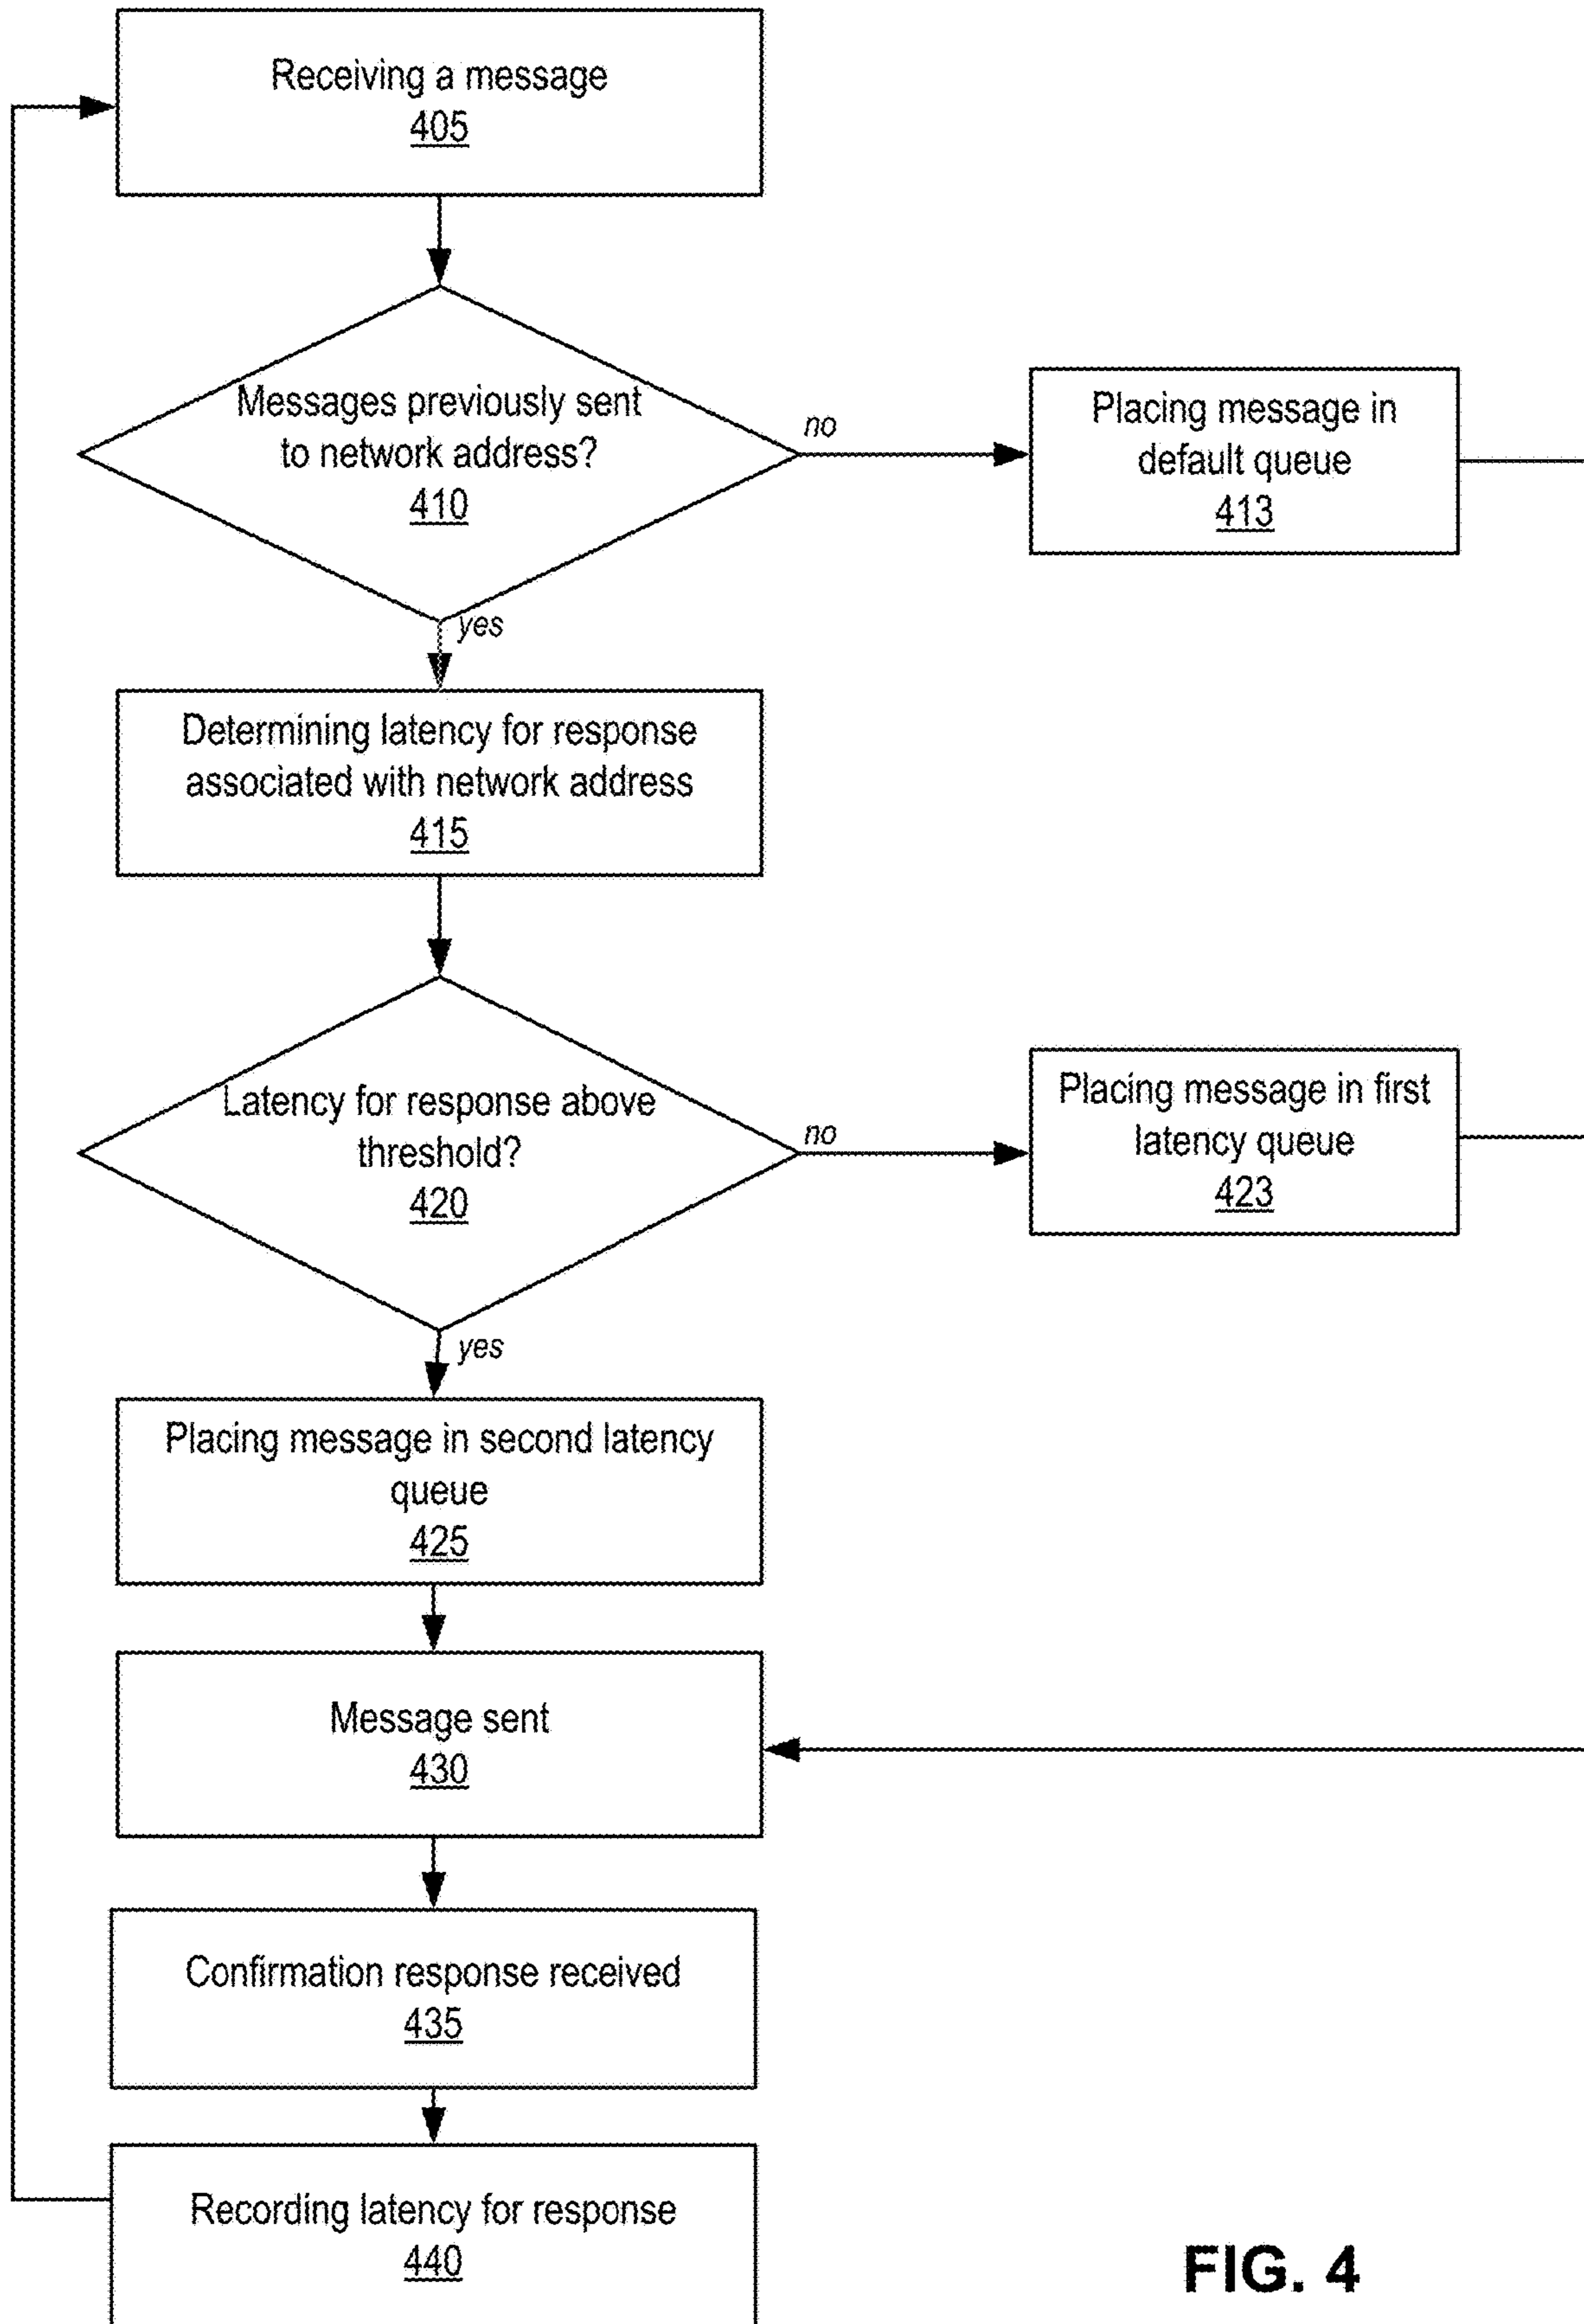 Receiving a message
405
Messages previously sent
to network address?
410
no
Placing message in
default queue
413
yes
Determining latency for response
associated with network address
415
Latency for response above
threshold?
420
no
Placing message in first
latency queue
423
yes
Placing message in second latency
queue
425
Message sent
430
Confirmation response received
435
Recording latency for response
440
FIG. 4